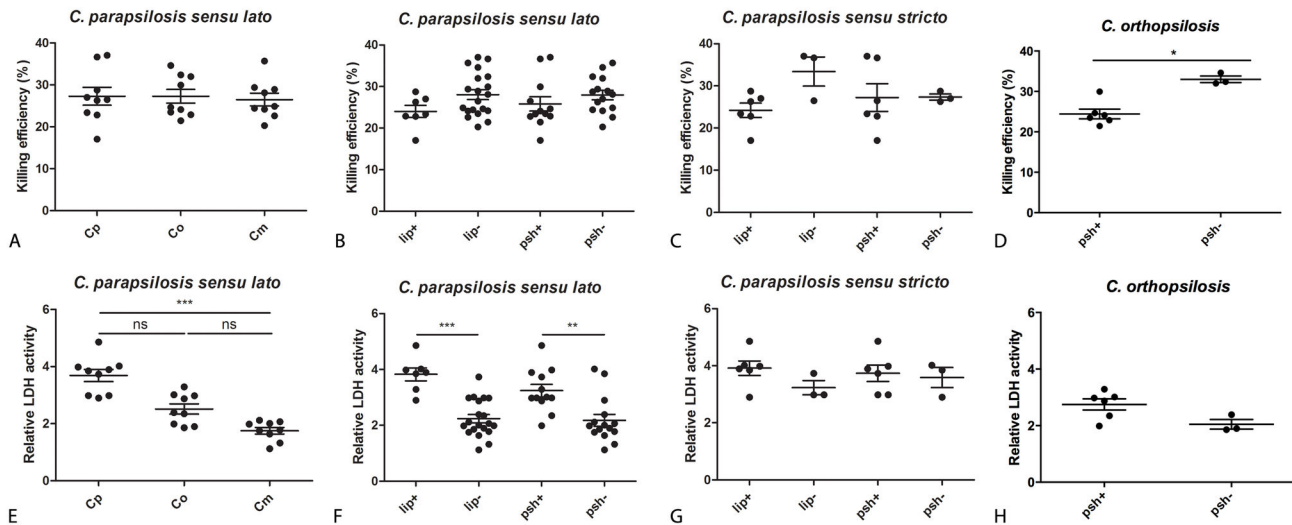 C. parapsilosis sensu lato
Killing efficiency (%)
40
30
20
10
0
Cp
Co
Cm
A
C. parapsilosis sensu lato
Killing efficiency (%)
40
30
20
10
0
lip+
lip-
psh+
psh-
B
C. parapsilosis sensu stricto
Killing efficiency (%)
40
30
20
10
0
lip+
lip-
psh+
psh-
C
C. orthopsilosis
*
Killing efficiency (%)
40
30
20
10
0
psh+
psh-
D
C. parapsilosis sensu lato
***
ns
ns
Relative LDH activity
6
4
2
0
Cp
Co
Cm
E
C. parapsilosis sensu lato
***
**
Relative LDH activity
6
4
2
0
lip+
lip-
psh+
psh-
F
C. parapsilosis sensu stricto
Relative LDH activity
6
4
2
0
lip+
lip-
psh+
psh-
G
C. orthopsilosis
Relative LDH activity
6
4
2
0
psh+
psh-
H